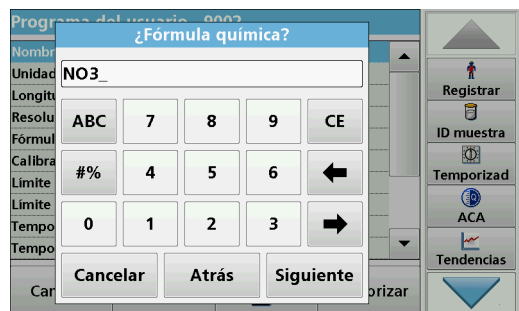 Programa del usuario 9002
¿Fórmula química?
NO3_
Nombr
Unidad
Longitu
Resolu
Fórmul
Calibra
Límite
Límite
Tempo
Tempo
ABC 7 8 9 CE
#% 4 5 6
0 1 2 3
Cancelar Atrás Siguiente
Can
orizar
Registrar
ID muestra
Temporizad
ACA
Tendencias